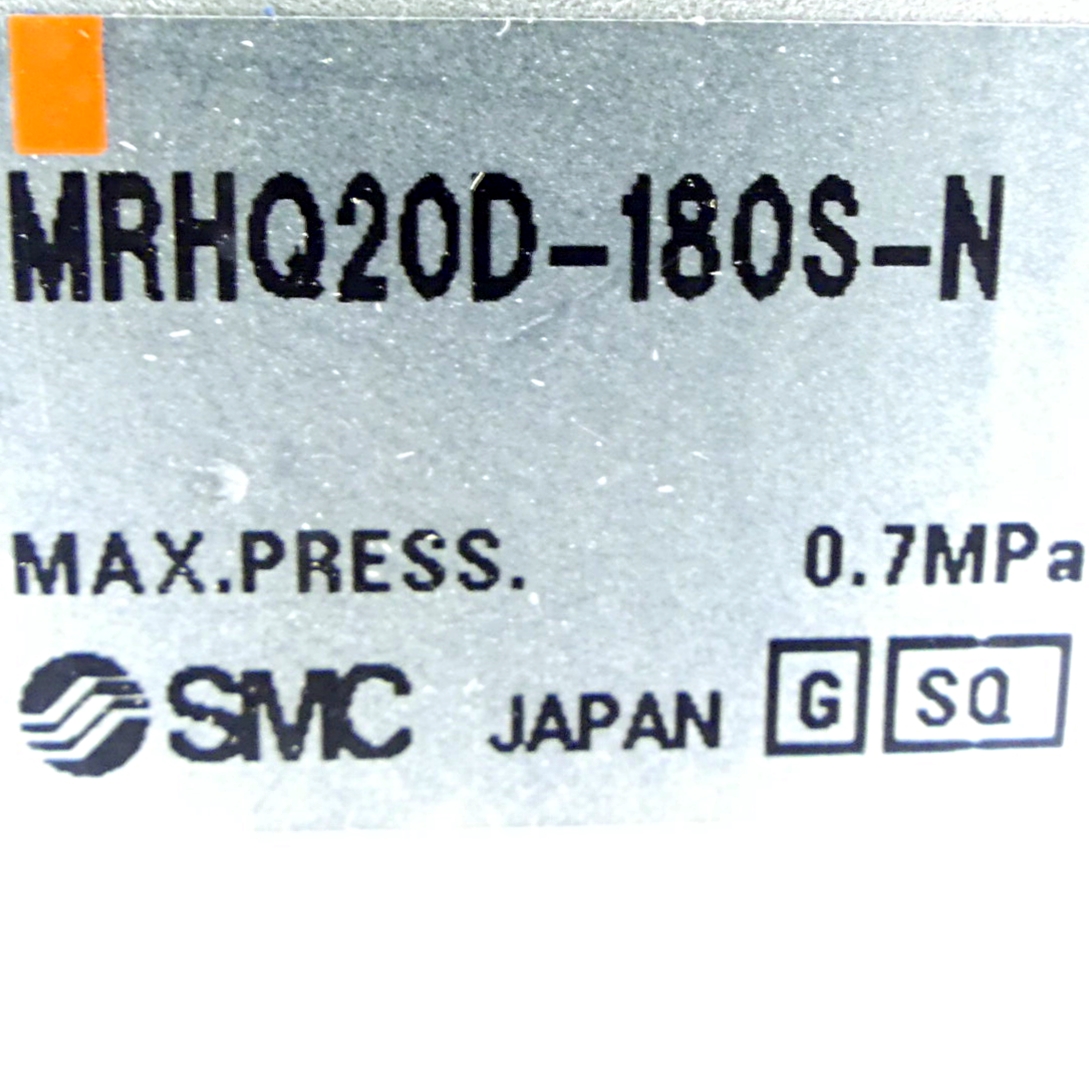 MRHQ20D-180S-N
MAX.PRESS. 0.7MPa
SMC JAPAN G SQ